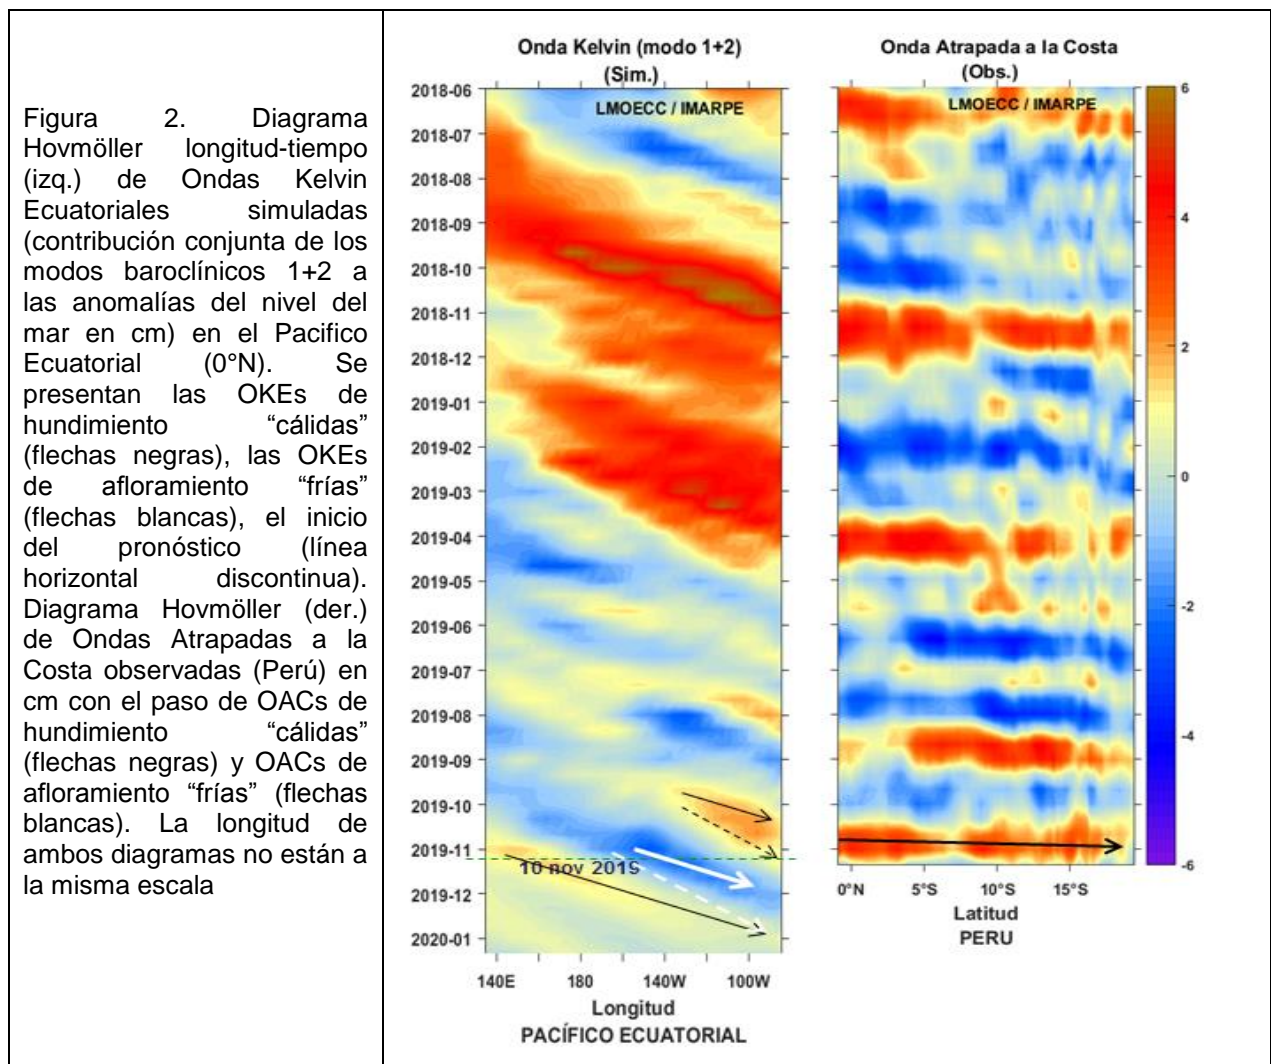 Figura 2. Diagrama
Hovmöller longitud-tiempo
(izq.) de Ondas Kelvin
Ecuatoriales simuladas
(contribución conjunta de los
modos baroclínicos 1+2 a
las anomalías del nivel del
mar en cm) en el Pacifico
Ecuatorial (0°N). Se
presentan las OKEs de
hundimiento “cálidas”
(flechas negras), las OKEs
de afloramiento “frías”
(flechas blancas), el inicio
del pronóstico (línea
horizontal discontinua).
Diagrama Hovmöller (der.)
de Ondas Atrapadas a la
Costa observadas (Perú) en
cm con el paso de OACs de
hundimiento “cálidas”
(flechas negras) y OACs de
afloramiento “frías” (flechas
blancas). La longitud de
ambos diagramas no están a
la misma escala
Onda Kelvin (modo 1+2)
(Sim.)
LMOECC / IMARPE
2018-06
2018-07
2018-08
2018-09
2018-10
2018-11
2018-12
2019-01
2019-02
2019-03
2019-04
2019-05
2019-06
2019-07
2019-08
2019-09
2019-10
2019-11
2019-12
2020-01
10 nov 2019
140E 180 140W 100W
Longitud
PACÍFICO ECUATORIAL
Onda Atrapada a la Costa
(Obs.)
LMOECC / IMARPE
0°N 5°S 10°S 15°S
Latitud
PERU
6
4
2
0
-2
-4
-6